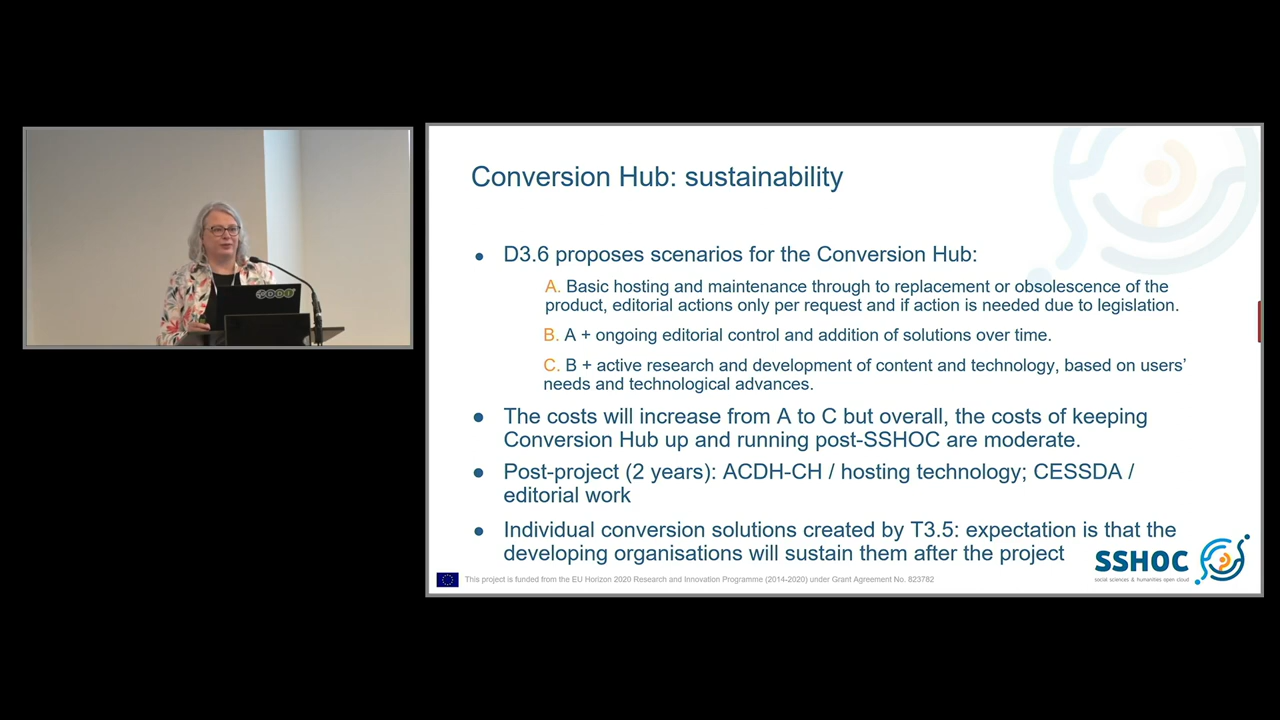 DDI
Conversion Hub: sustainability
• D3.6 proposes scenarios for the Conversion Hub:
A. Basic hosting and maintenance through to replacement or obsolescence of the
product, editorial actions only per request and if action is needed due to legislation.
B. A + ongoing editorial control and addition of solutions over time.
C. B + active research and development of content and technology, based on users’
needs and technological advances.
• The costs will increase from A to C but overall, the costs of keeping
Conversion Hub up and running post-SSHOC are moderate.
• Post-project (2 years): ACDH-CH / hosting technology; CESSDA /
editorial work
• Individual conversion solutions created by T3.5: expectation is that the
developing organisations will sustain them after the project
SSHOC
social sciences & humanities open cloud
This project is funded from the EU Horizon 2020 Research and Innovation Programme (2014-2020) under Grant Agreement No. 823782